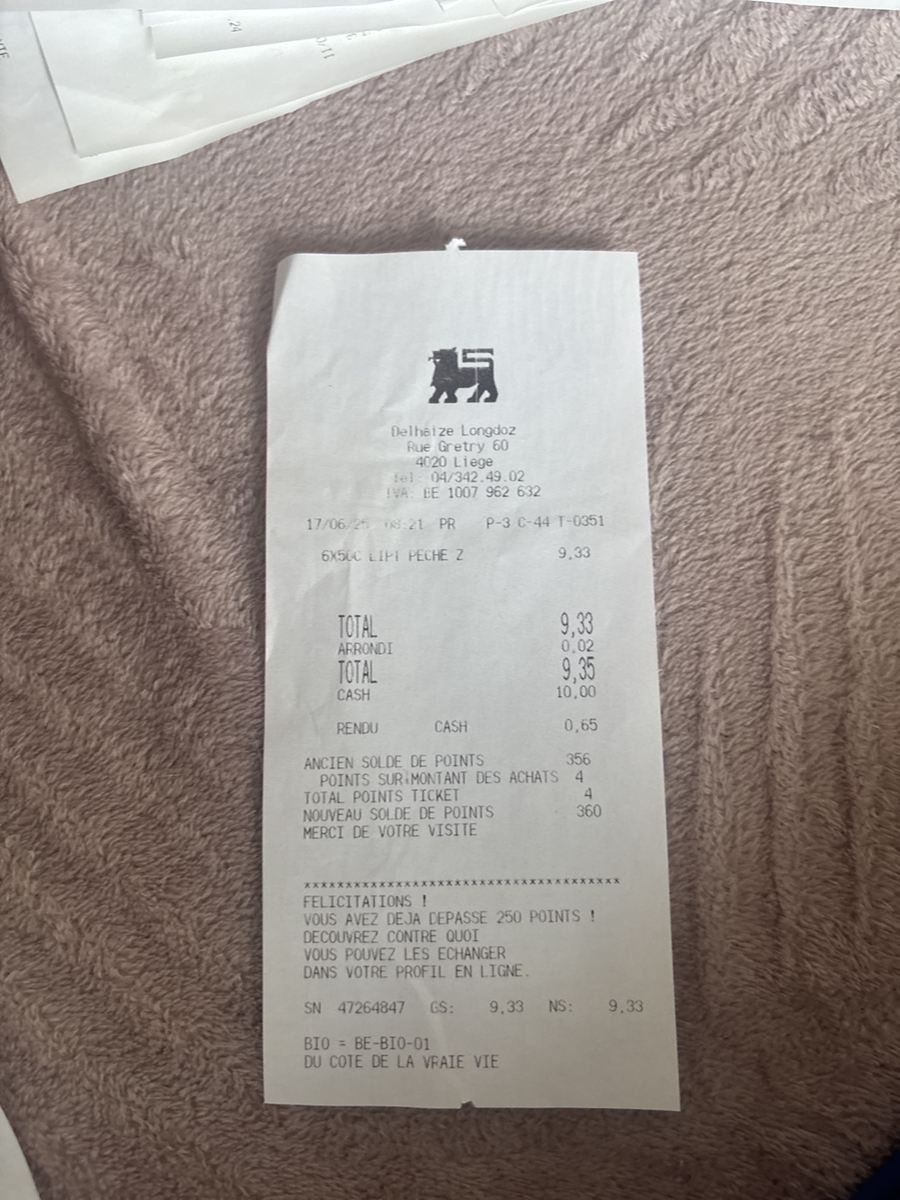 .24
Delhaize Longdoz
Rue Gretry 60
4020 Liege
Tel: 04/342.49.02
TVA: BE 1007 962 632
17/06/25 08:21 PR P-3 C-44 T-0351
6X50C LIPT PECHE Z 9,33
TOTAL 9,33
ARRONDI 0,02
TOTAL 9,35
CASH 10,00
RENDU CASH 0,65
ANCIEN SOLDE DE POINTS 356
POINTS SUR MONTANT DES ACHATS 4
TOTAL POINTS TICKET 4
NOUVEAU SOLDE DE POINTS 360
MERCI DE VOTRE VISITE
xxxxxxxxxxxxxxxxxxxxxxxxxxxxxxxxxxxxxx
FELICITATIONS !
VOUS AVEZ DEJA DEPASSE 250 POINTS !
DECOUVREZ CONTRE QUOI
VOUS POUVEZ LES ECHANGER
DANS VOTRE PROFIL EN LIGNE.
SN 47264847 GS: 9,33 NS: 9,33
BIO = BE-BIO-01
DU COTE DE LA VRAIE VIE